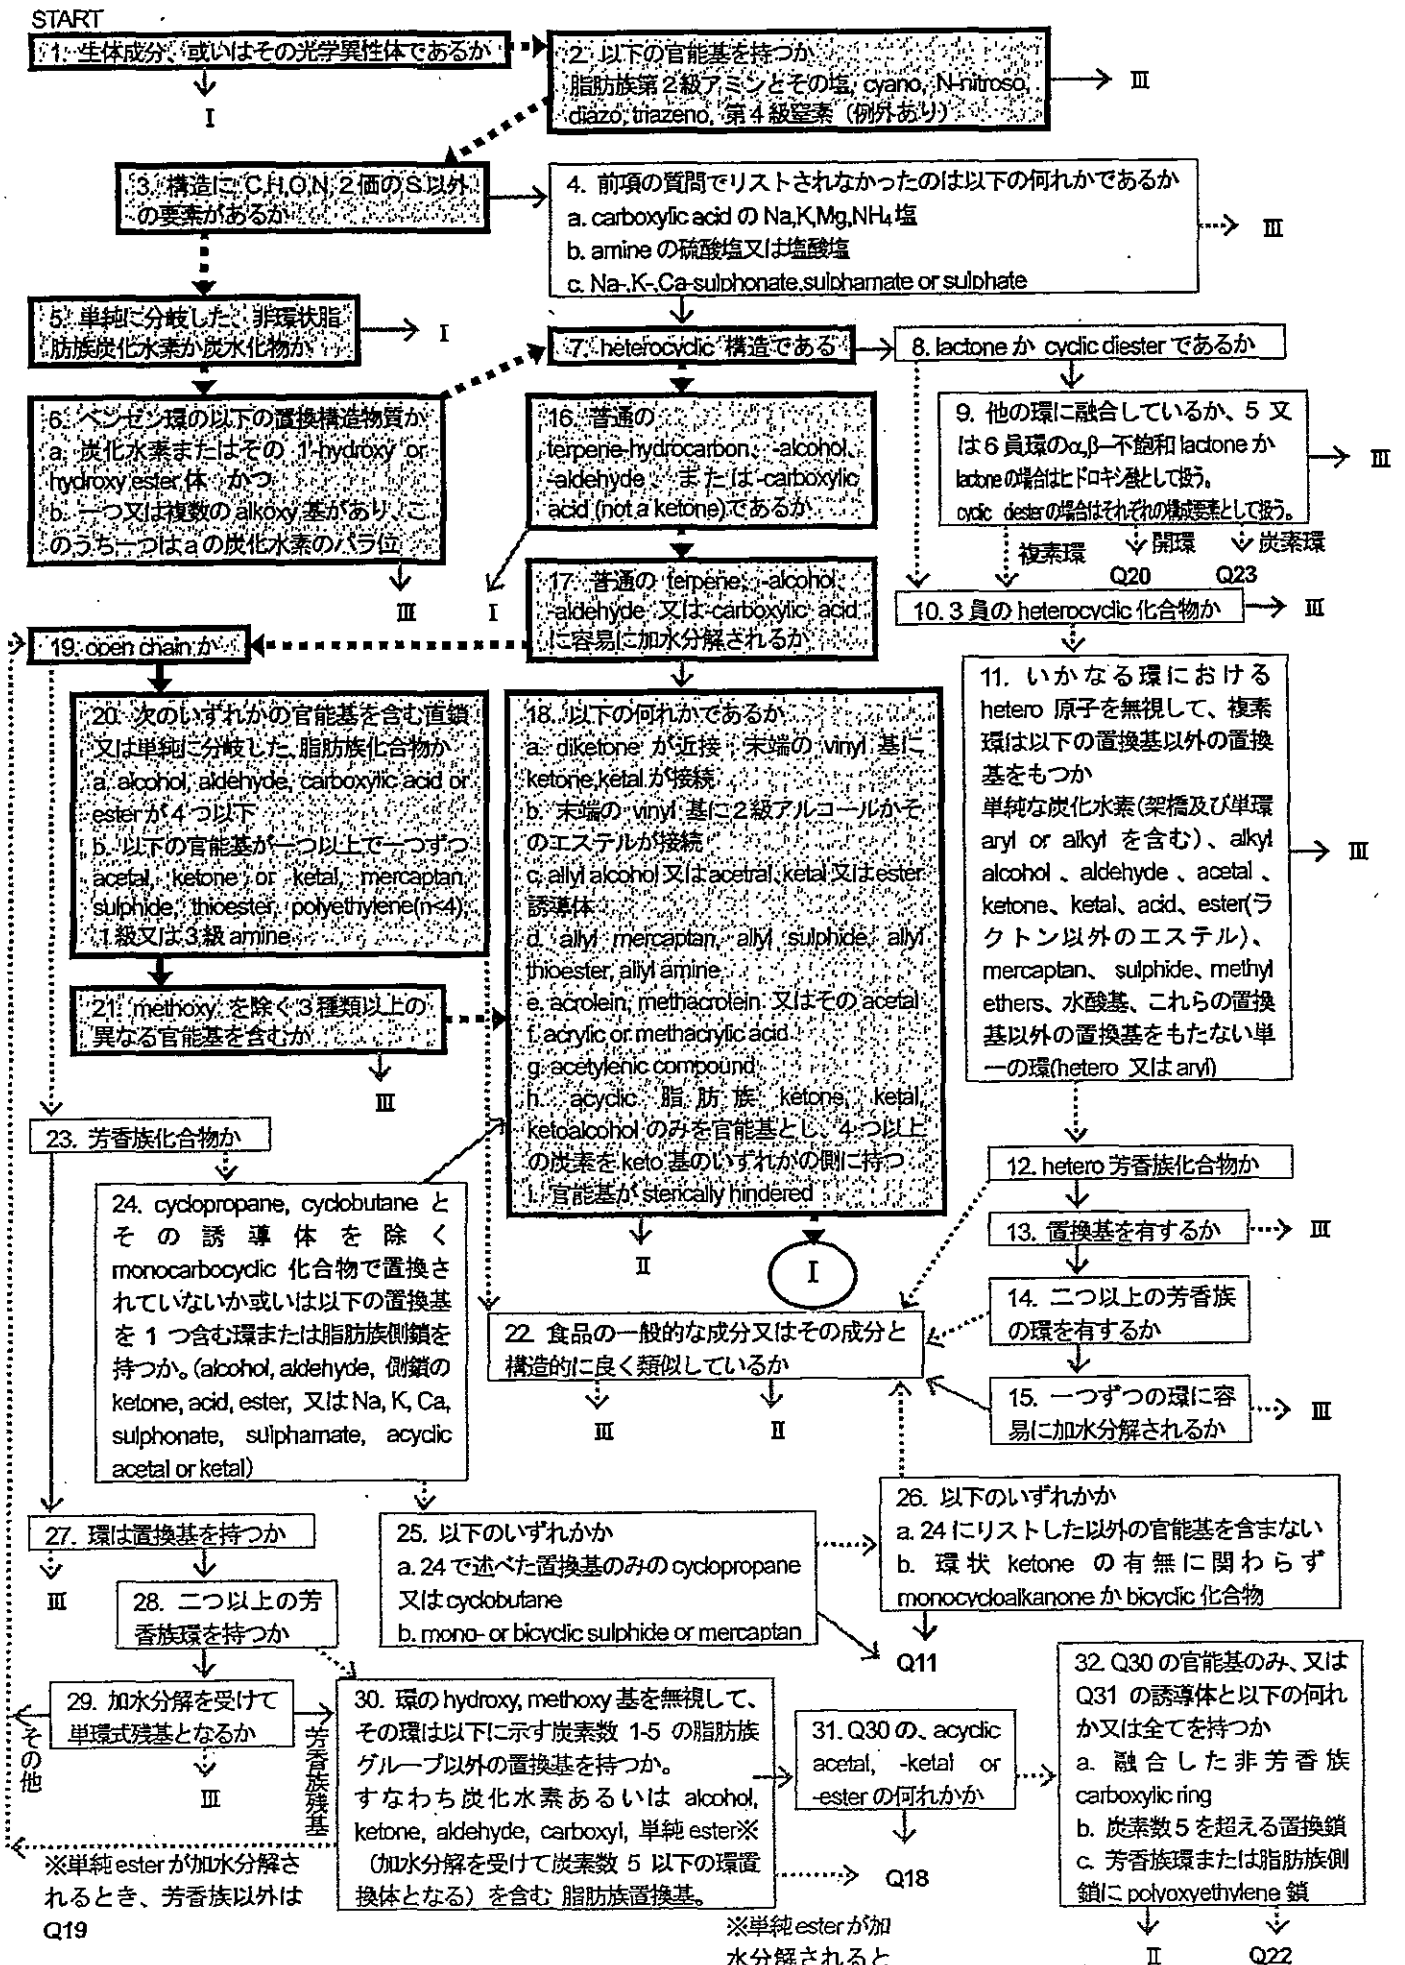 START
1. 生体成分、或いはその光学異性体であるか
I
2. 以下の官能基を持つか
脂肪族第２級アミンとその塩, cyano, N-nitroso,
diazo, triazeno, 第４級窒素（例外あり）
III
3. 構造に C,H,O,N, 2価のS以外
の要素があるか
4. 前項の質問でリストされなかったのは以下の何れかであるか
a. carboxylic acid の Na,K,Mg,NH₄塩
b. amine の硫酸塩又は塩酸塩
c. Na-,K-,Ca-sulphonate,sulphamate or sulphate
III
5. 単純に分岐した、非環状脂
肪族炭化水素か炭水化物か
I
6. ベンゼン環の以下の置換構造物質か
a. 炭化水素またはその 1'-hydroxy or
hydroxy ester 体 かつ
b. 一つ又は複数の alkoxy 基があり、こ
のうち一つは a の炭化水素のパラ位
III
7. heterocyclic 構造である
8. lactone か cyclic diester であるか
9. 他の環に融合しているか、5 又
は 6 員環のα,β−不飽和 lactone か
lactoneの場合はヒドロキシ酸として扱う。
cyclic diesterの場合はそれぞれの構成要素として扱う。
III
複素環
開環
炭素環
Q20
Q23
10. 3 員の heterocyclic 化合物か
III
16. 普通の
terpene-hydrocarbon、-alcohol、
-aldehyde、または-carboxylic
acid (not a ketone)であるか
I
17. 普通の terpene、-alcohol、
-aldehyde 又は-carboxylic acid
に容易に加水分解されるか
19. open chain か
20. 次のいずれかの官能基を含む直鎖
又は単純に分岐した、脂肪族化合物か
a. alcohol, aldehyde, carboxylic acid or
ester が４つ以下
b. 以下の官能基が一つ以上で一つずつ
acetal, ketone or ketal, mercaptan,
sulphide, thioester, polyethylene(n<4),
1 級又は 3 級 amine
21. methoxy を除く３種類以上の
異なる官能基を含むか
III
18. 以下の何れかであるか
a. diketone が近接；末端の vinyl 基に
ketone,ketal が接続
b. 末端の vinyl 基に２級アルコールかそ
のエステルが接続
c. allyl alcohol 又はacetral, ketal 又はester
誘導体
d. allyl mercaptan, allyl sulphide, allyl
thioester, allyl amine
e. acrolein, methacrolein 又はその acetal
f. acrylic or methacrylic acid
g. acetylenic compound
h. acyclic 脂肪族 ketone, ketal,
ketoalcohol のみを官能基とし、4 つ以上
の炭素を keto 基のいずれかの側に持つ
i. 官能基が sterically hindered
II
I
11. いかなる環における
hetero 原子を無視して、複素
環は以下の置換基以外の置換
基をもつか
単純な炭化水素(架橋及び単環
aryl or alkyl を含む)、alkyl
alcohol 、aldehyde 、acetal 、
ketone、ketal、acid、ester(ラ
クトン以外のエステル)、
mercaptan、 sulphide、methyl
ethers、水酸基、これらの置換
基以外の置換基をもたない単
一の環(hetero 又は aryl)
III
12. hetero 芳香族化合物か
13. 置換基を有するか
III
14. 二つ以上の芳香族
の環を有するか
15. 一つずつの環に容
易に加水分解されるか
III
22. 食品の一般的な成分又はその成分と
構造的に良く類似しているか
III
II
23. 芳香族化合物か
24. cyclopropane, cyclobutane と
その誘導体を除く
monocarbocyclic 化合物で置換さ
れていないか或いは以下の置換基
を 1 つ含む環または脂肪族側鎖を
持つか。(alcohol, aldehyde, 側鎖の
ketone, acid, ester, 又は Na, K, Ca,
sulphonate, sulphamate, acyclic
acetal or ketal)
25. 以下のいずれかか
a. 24 で述べた置換基のみの cyclopropane
又は cyclobutane
b. mono- or bicyclic sulphide or mercaptan
26. 以下のいずれかか
a. 24 にリストした以外の官能基を含まない
b. 環状 ketone の有無に関わらず
monocycloalkanone か bicyclic 化合物
Q11
27. 環は置換基を持つか
III
28. 二つ以上の芳
香族環を持つか
29. 加水分解を受けて
単環式残基となるか
その他
芳香族残基
III
※単純 ester が加水分解さ
れるとき、芳香族以外は
Q19
30. 環の hydroxy, methoxy 基を無視して、
その環は以下に示す炭素数 1-5 の脂肪族
グループ以外の置換基を持つか。
すなわち炭化水素あるいは alcohol,
ketone, aldehyde, carboxyl, 単純 ester※
（加水分解を受けて炭素数 5 以下の環置
換体となる）を含む 脂肪族置換基。
31. Q30 の、acyclic
acetal, -ketal or
-ester の何れかか
Q18
32. Q30 の官能基のみ、又は
Q31 の誘導体と以下の何れ
か又は全てを持つか
a. 融合した非芳香族
carboxylic ring
b. 炭素数 5 を超える置換鎖
c. 芳香族環または脂肪族側
鎖に polyoxyethylene 鎖
II
Q22
※単純 ester が加
水分解されると